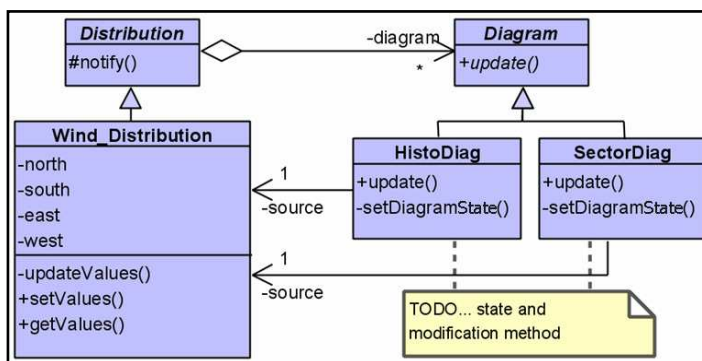 Distribution
#notify()
-diagram
*
Diagram
+update()
Wind_Distribution
-north
-south
-east
-west
-updateValues()
+setValues()
+getValues()
1
-source
HistoDiag
+update()
-setDiagramState()
SectorDiag
+update()
-setDiagramState()
1
-source
TODO... state and
modification method